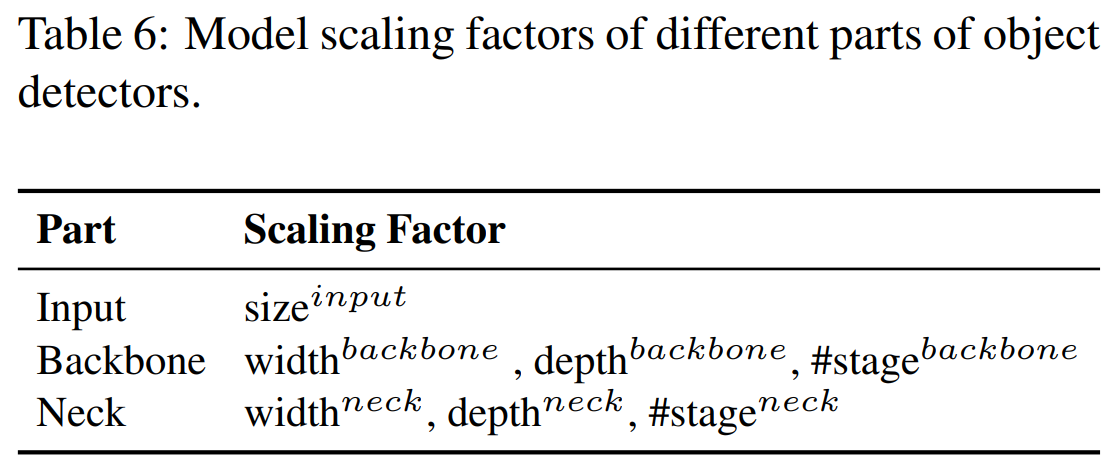 Table 6: Model scaling factors of different parts of object
detectors.
Part Scaling Factor
Input size^{input}
Backbone width^{backbone} , depth^{backbone}, #stage^{backbone}
Neck width^{neck}, depth^{neck}, #stage^{neck}